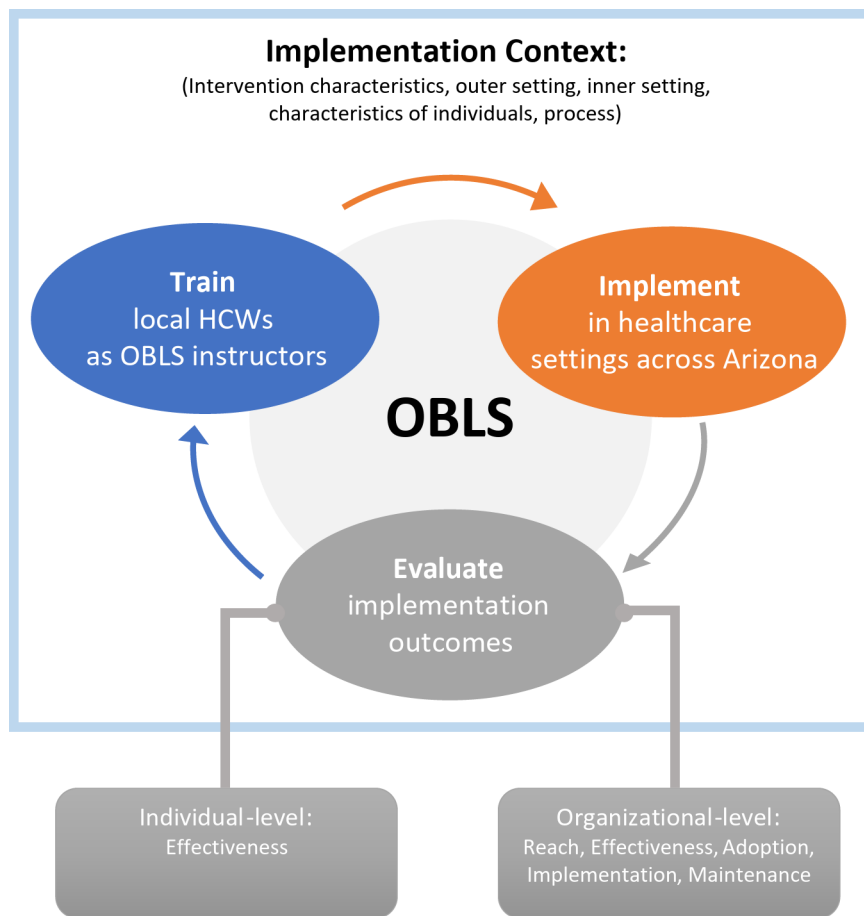 Implementation Context:
(Intervention characteristics, outer setting, inner setting,
characteristics of individuals, process)
Train
local HCWs
as OBLS instructors
Implement
in healthcare
settings across Arizona
OBLS
Evaluate
implementation
outcomes
Individual-level:
Effectiveness
Organizational-level:
Reach, Effectiveness, Adoption,
Implementation, Maintenance